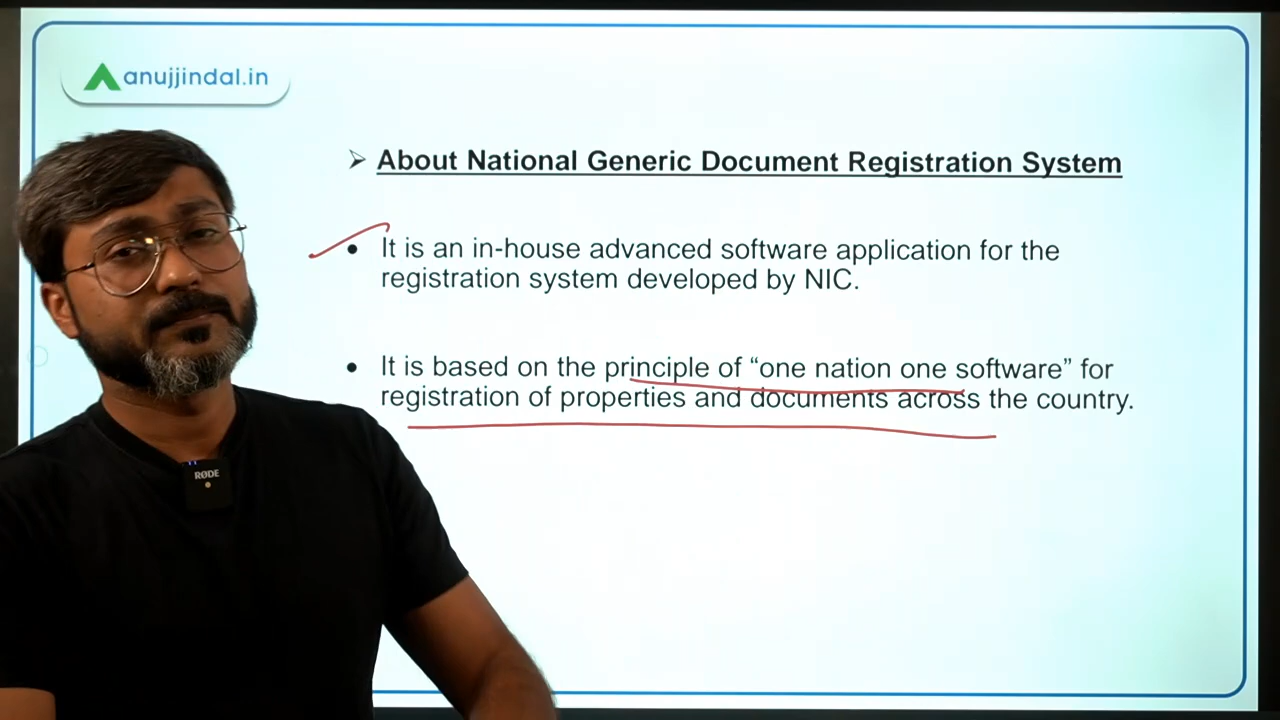 anujjindal.in
➤ About National Generic Document Registration System
• It is an in-house advanced software application for the
registration system developed by NIC.
• It is based on the principle of “one nation one software” for
registration of properties and documents across the country.
RØDE